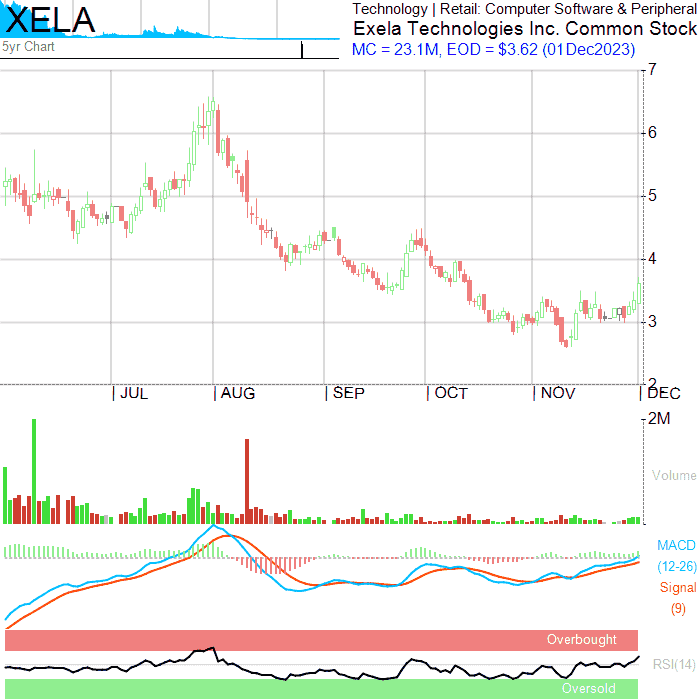 XELA
5yr Chart
Technology | Retail: Computer Software & Peripheral
Exela Technologies Inc. Common Stock
MC = 23.1M, EOD = $3.62 (01Dec2023)
7
6
5
4
3
2
| JUL
| AUG
| SEP
| OCT
| NOV
| DEC
2M
Volume
MACD
(12-26)
Signal
(9)
Overbought
RSI(14)
Oversold